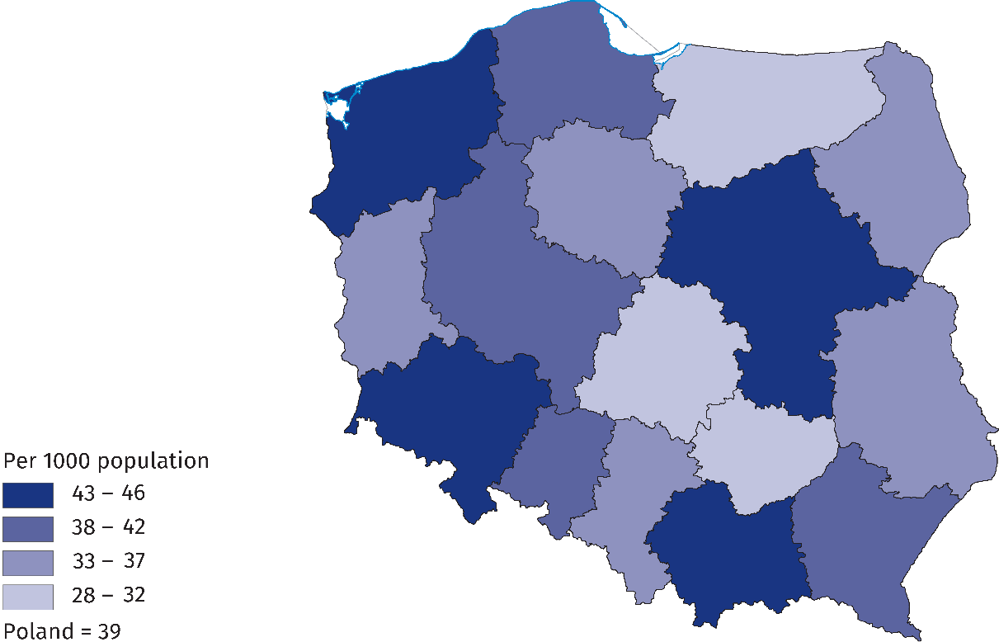 Per 1000 population
43 – 46
38 – 42
33 – 37
28 – 32
Poland = 39